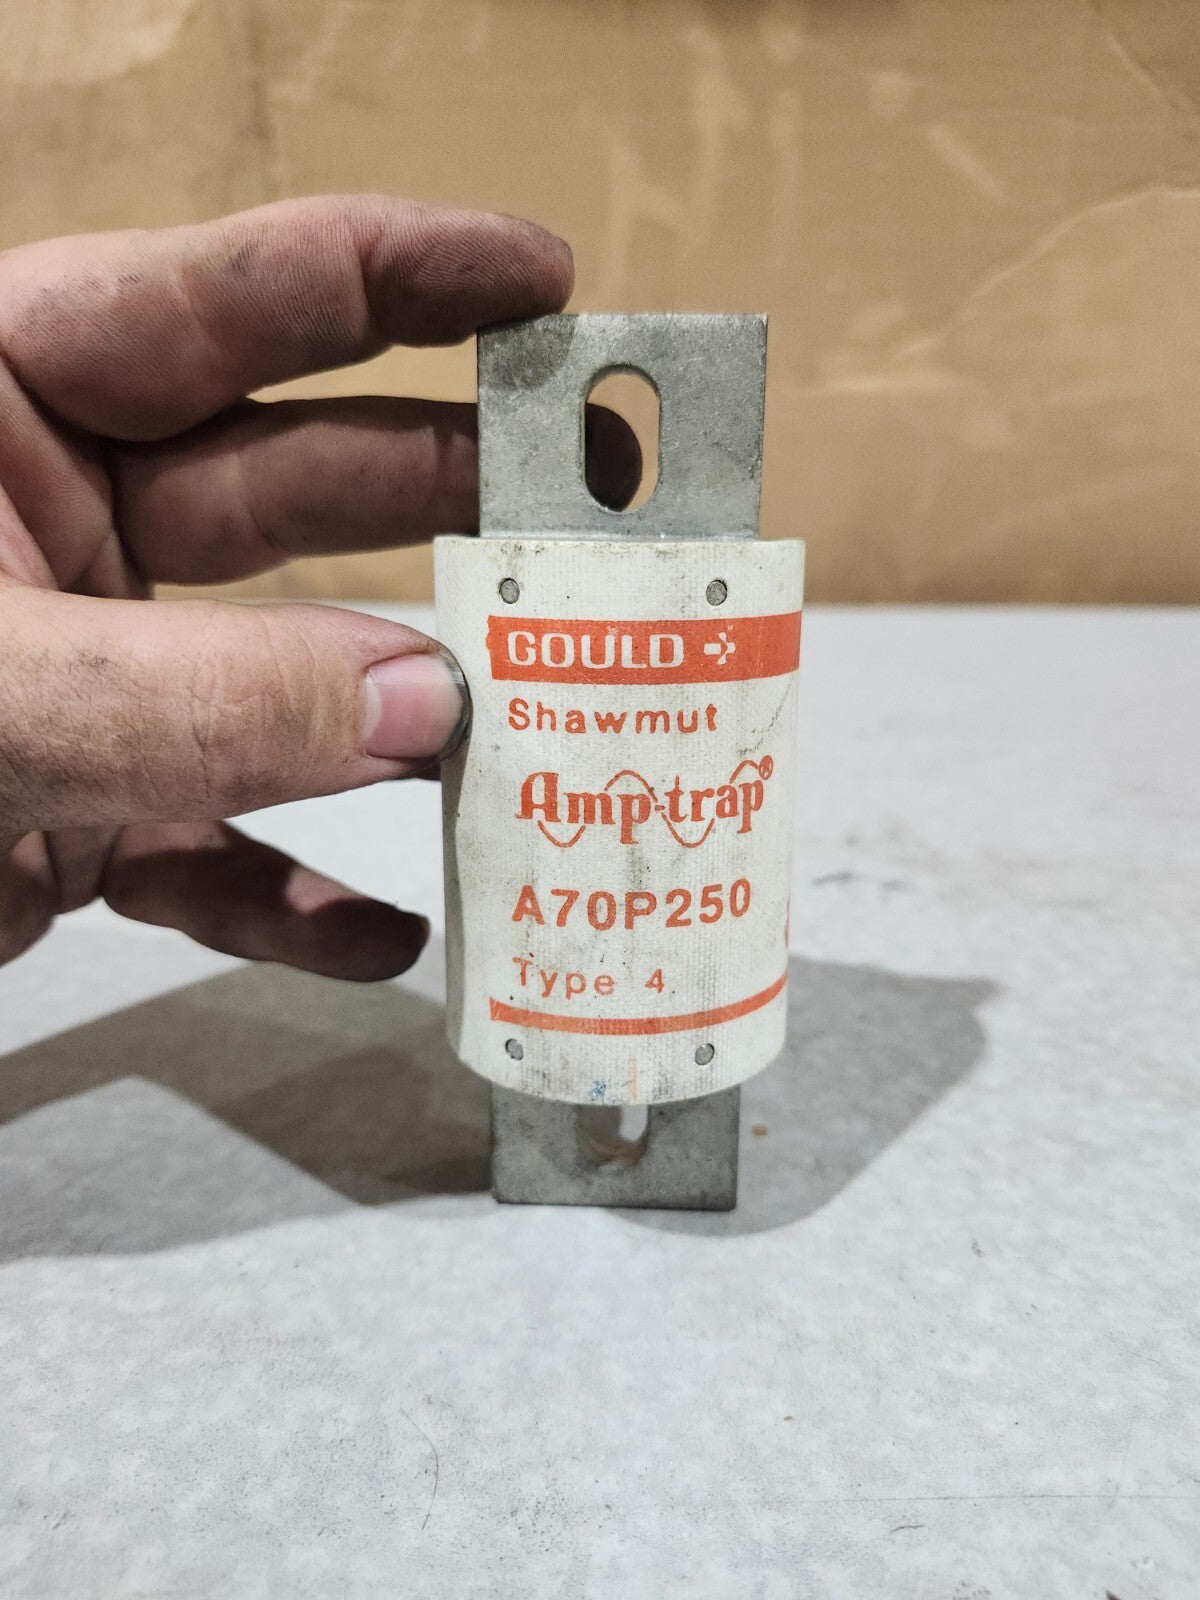 GOULD
Shawmut
Amp-trap®
A70P250
Type 4